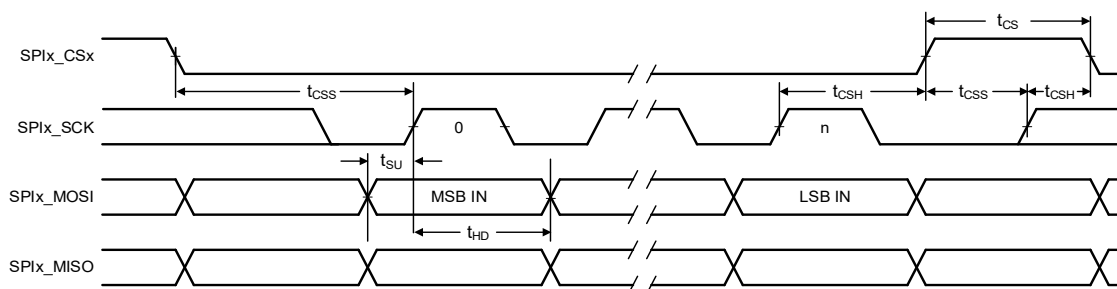 tCS
SPIx_CSx
tCSS
tCSH
tCSS
tCSH
SPIx_SCK
0
n
tSU
SPIx_MOSI
MSB IN
LSB IN
tHD
SPIx_MISO